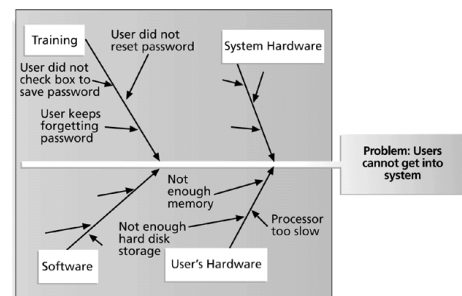 Training
User did not
reset password
System Hardware
User did not
check box to
save password
User keeps
forgetting
password
Problem: Users
cannot get into
system
Not
enough
memory
Not enough
hard disk
storage
Processor
too slow
Software
User's Hardware